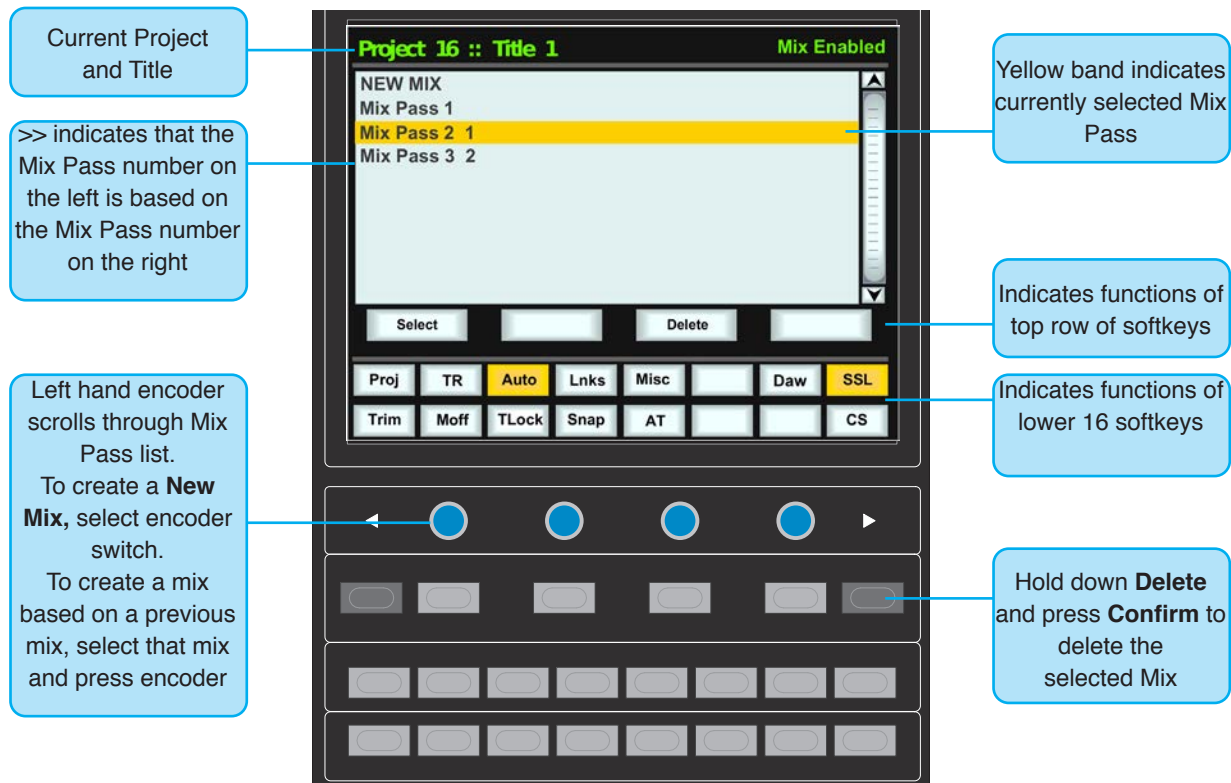 Current Project
and Title
>> indicates that the
Mix Pass number on
the left is based on
the Mix Pass number
on the right
Left hand encoder
scrolls through Mix
Pass list.
To create a New
Mix, select encoder
switch.
To create a mix
based on a previous
mix, select that mix
and press encoder
Project 16 :: Title 1
Mix Enabled
NEW MIX
Mix Pass 1
Mix Pass 2 1
Mix Pass 3 2
Select
Delete
Proj TR Auto Lnks Misc Daw SSL
Trim Moff TLock Snap AT CS
Yellow band indicates
currently selected Mix
Pass
Indicates functions of
top row of softkeys
Indicates functions of
lower 16 softkeys
Hold down Delete
and press Confirm to
delete the
selected Mix